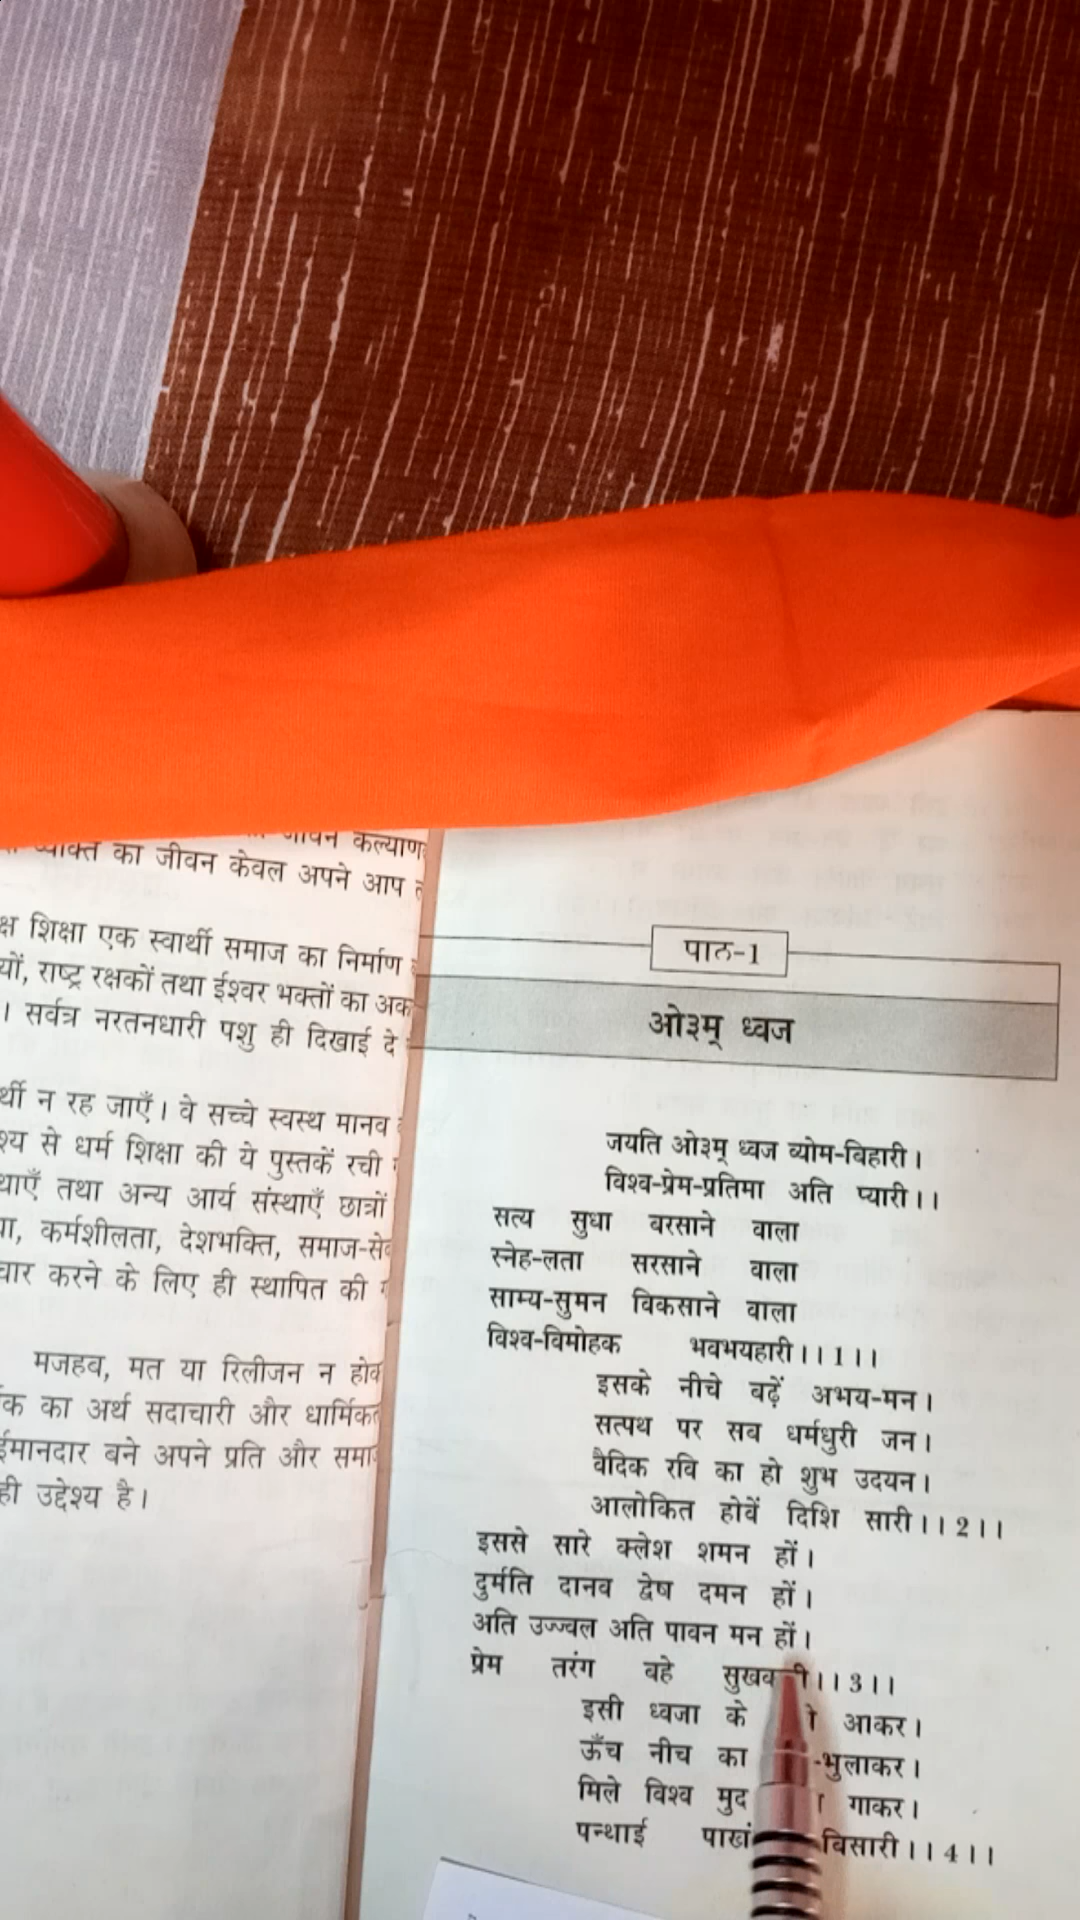 जीवन कल्याण
व्यक्ति का जीवन केवल अपने आप
शिक्षा एक स्वार्थी समाज का निर्माण
राष्ट्र रक्षकों तथा ईश्वर भक्तों का
। सर्वत्र नरतनधारी पशु ही दिखाई दे
न रह जाएँ। वे सच्चे स्वस्थ मानव
से धर्म शिक्षा की ये पुस्तकें रची
तथा अन्य आर्य संस्थाएँ छात्रों
कर्मशीलता, देशभक्ति,
करने के लिए ही स्थापित की
मजहब, मत या रिलीजन न
का अर्थ सदाचारी और
ईमानदार बने अपने प्रति और
ही उद्देश्य है।
पाठ-1
ओ३म् ध्वज
जयति ओ३म् ध्वज व्योम-विहारी।
विश्व-प्रेम-प्रतिमा अति प्यारी।।
सत्य सुधा बरसाने वाला
स्नेह-लता सरसाने वाला
साम्य-सुमन विकसाने वाला
विश्व-विमोहक भवभयहारी।।1।।
इसके नीचे बढ़ें अभय-मन।
सत्पथ पर सब धर्मधुरी जन।
वैदिक रवि का हो शुभ उदयन।
आलोकित होवें दिशि सारी।।2।।
इससे सारे क्लेश शमन हों।
दुर्मति दानव द्वेष दमन हों।
अति उज्ज्वल अति पावन मन हों।
प्रेम तरंग बहे ।।3।।
इसी ध्वजा के आकर।
ऊँच नीच का -भुलाकर।
मिले विश्व मुद गाकर।
पन्थाई बिसारी।।4।।